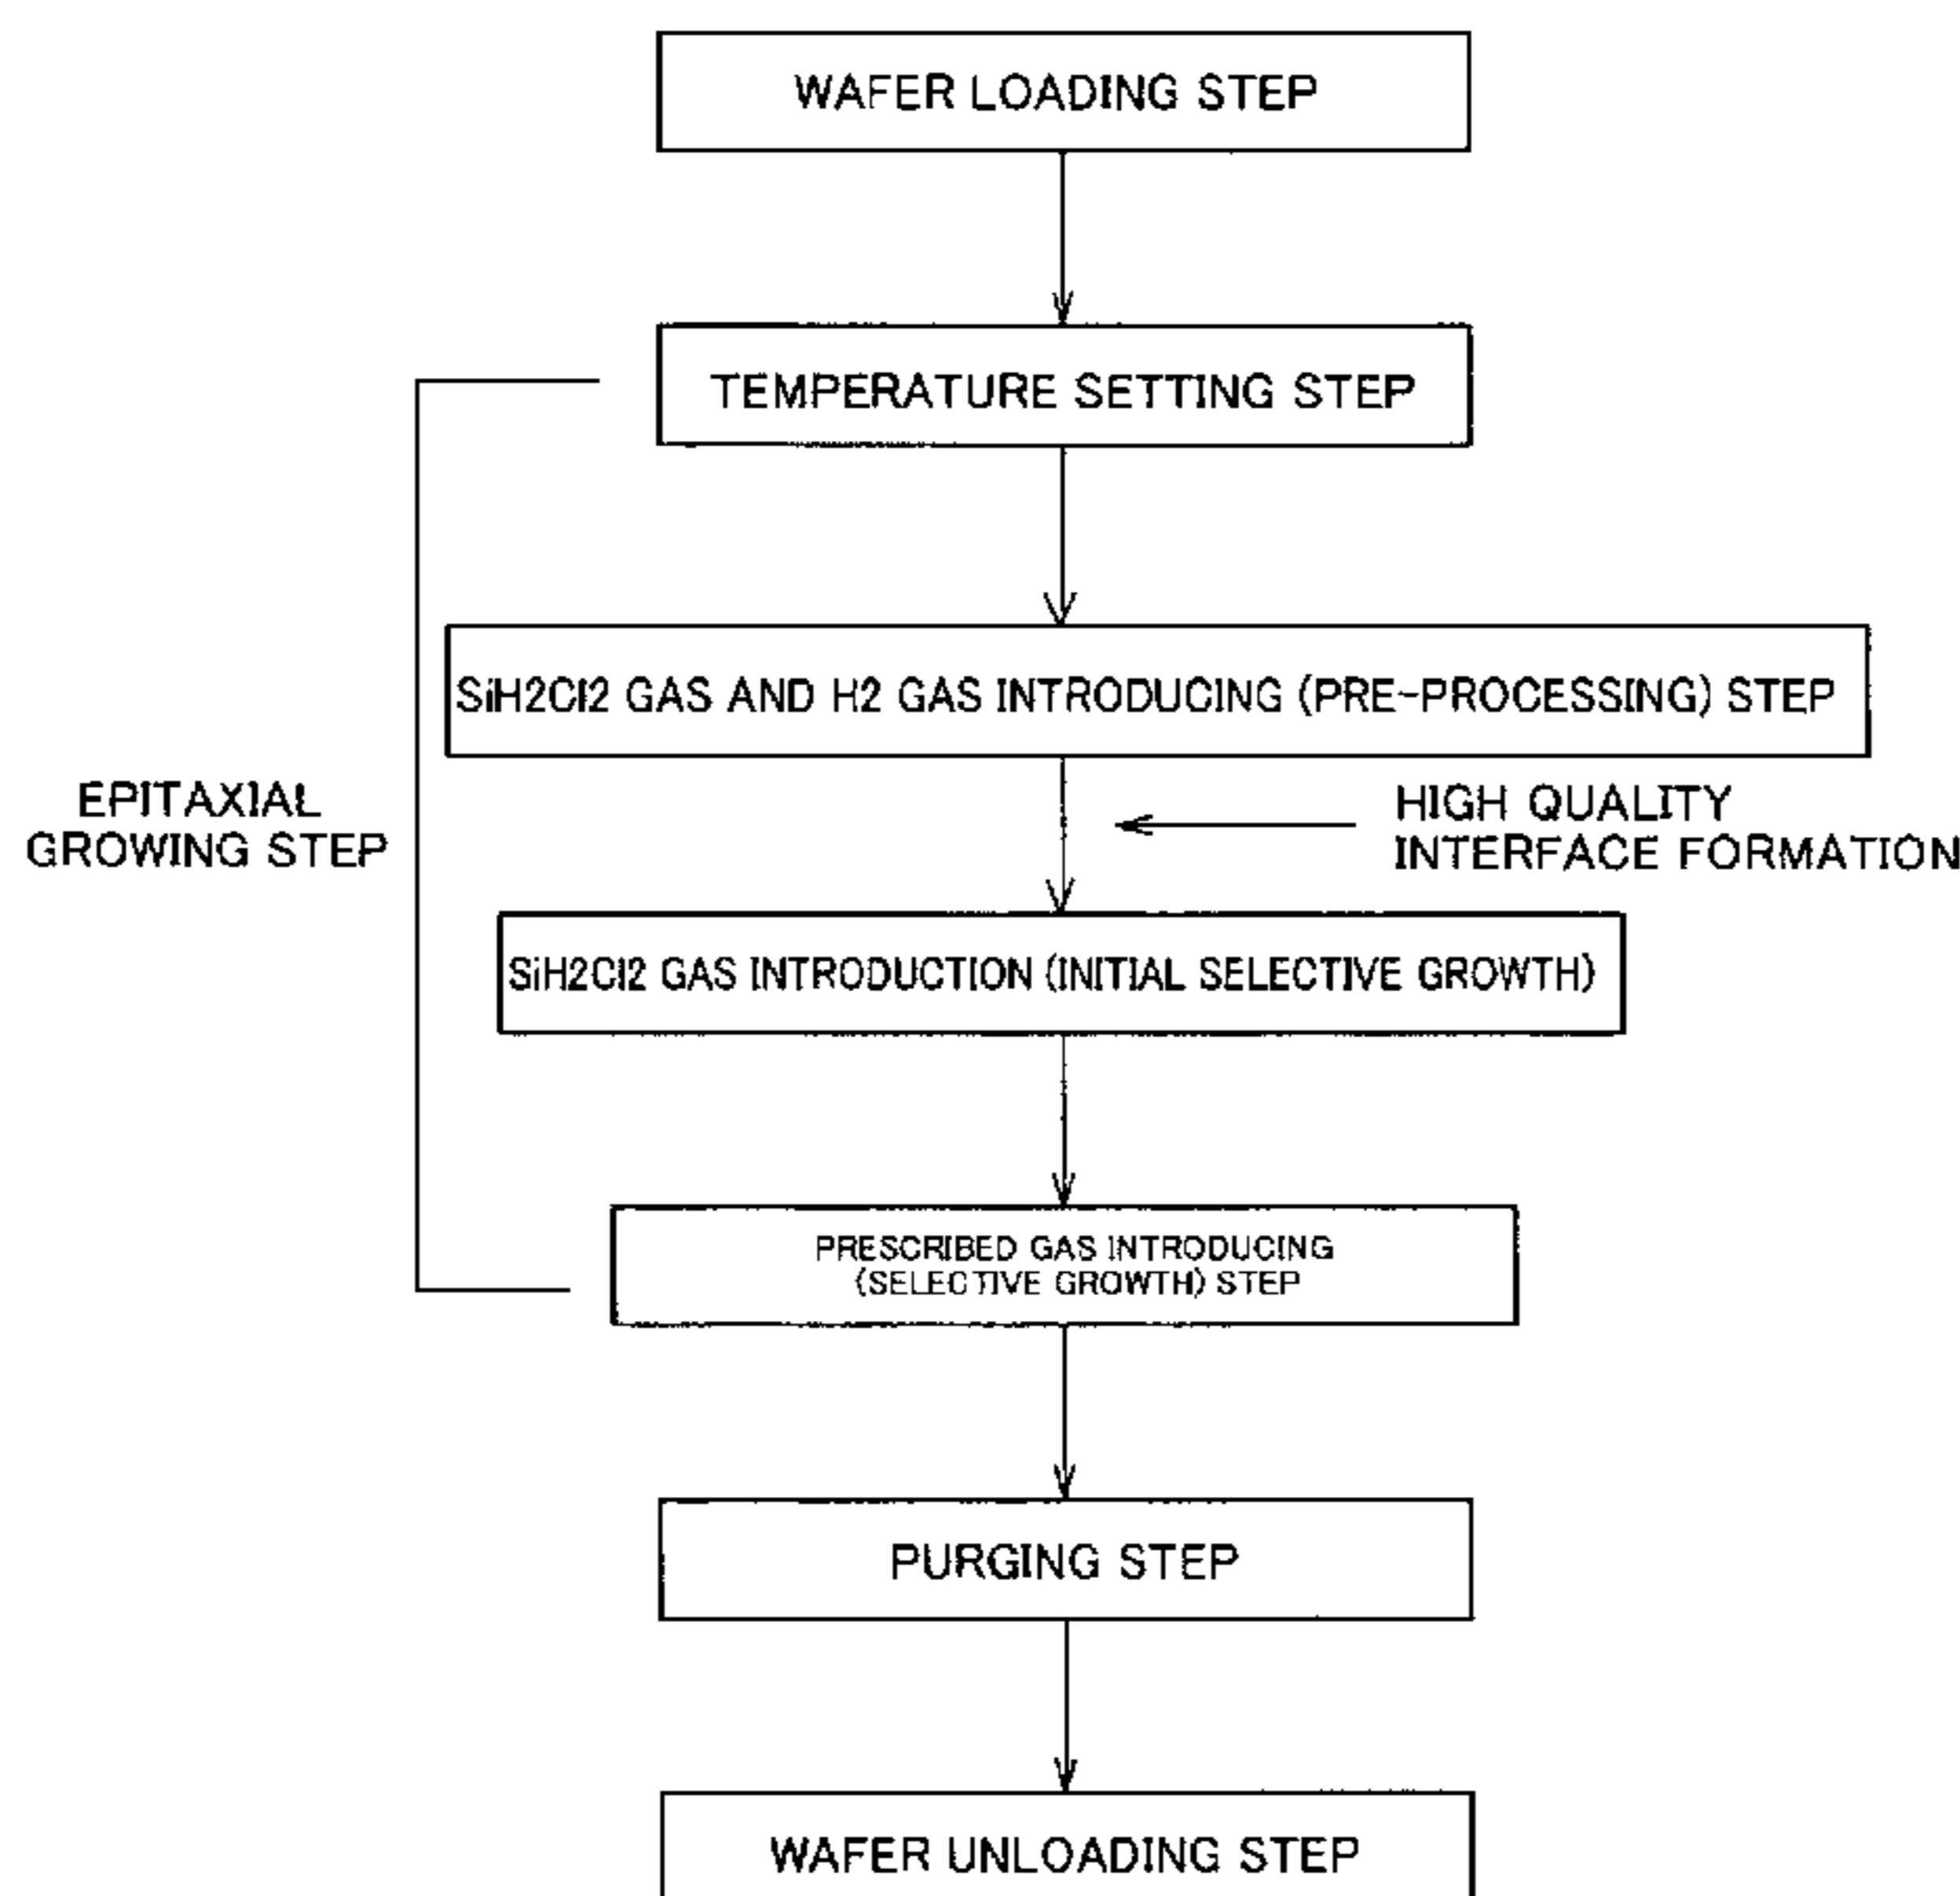 WAFER LOADING STEP
TEMPERATURE SETTING STEP
SiH2Cl2 GAS AND H2 GAS INTRODUCING (PRE-PROCESSING) STEP
EPITAXIAL
GROWING STEP
HIGH QUALITY
INTERFACE FORMATION
SiH2Cl2 GAS INTRODUCTION (INITIAL SELECTIVE GROWTH)
PRESCRIBED GAS INTRODUCING
(SELECTIVE GROWTH) STEP
PURGING STEP
WAFER UNLOADING STEP